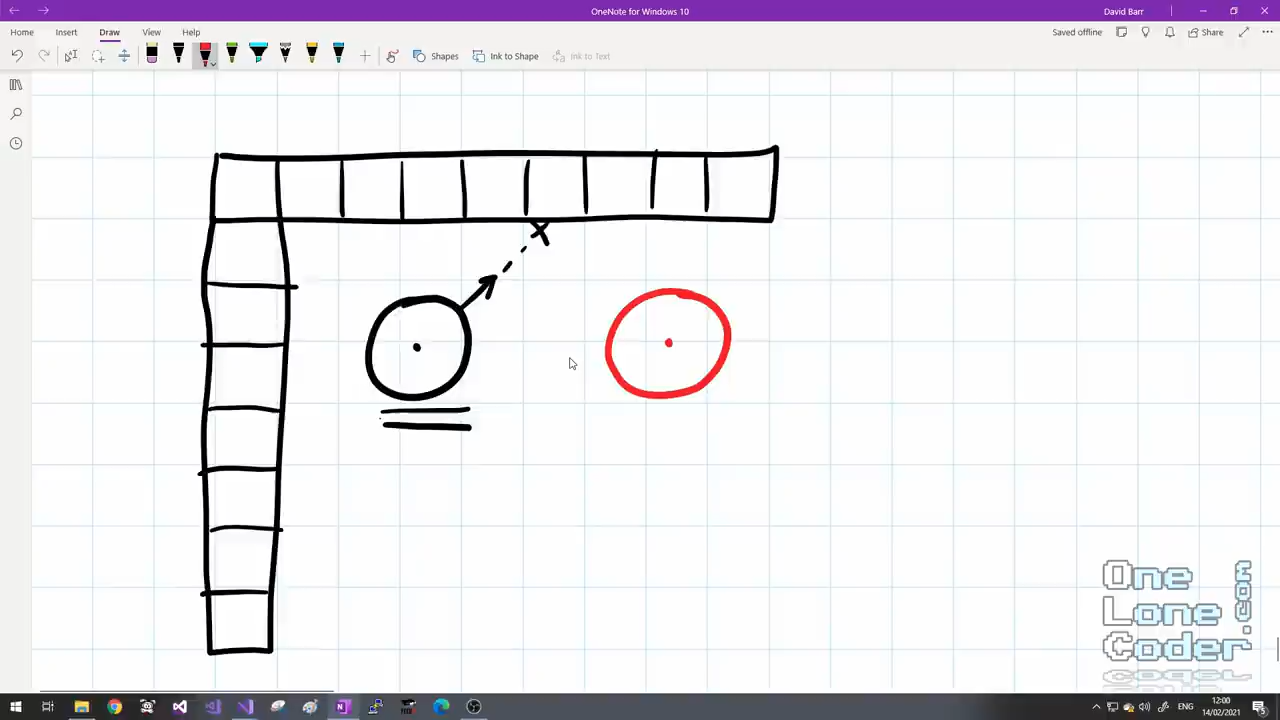 OneNote for Windows 10
David Barr
Home Insert Draw View Help
Saved offline
Share
Shapes
Ink to Shape
Ink to Text
x
One
Lone
Coder
.com
ENG
12:00
14/02/2021